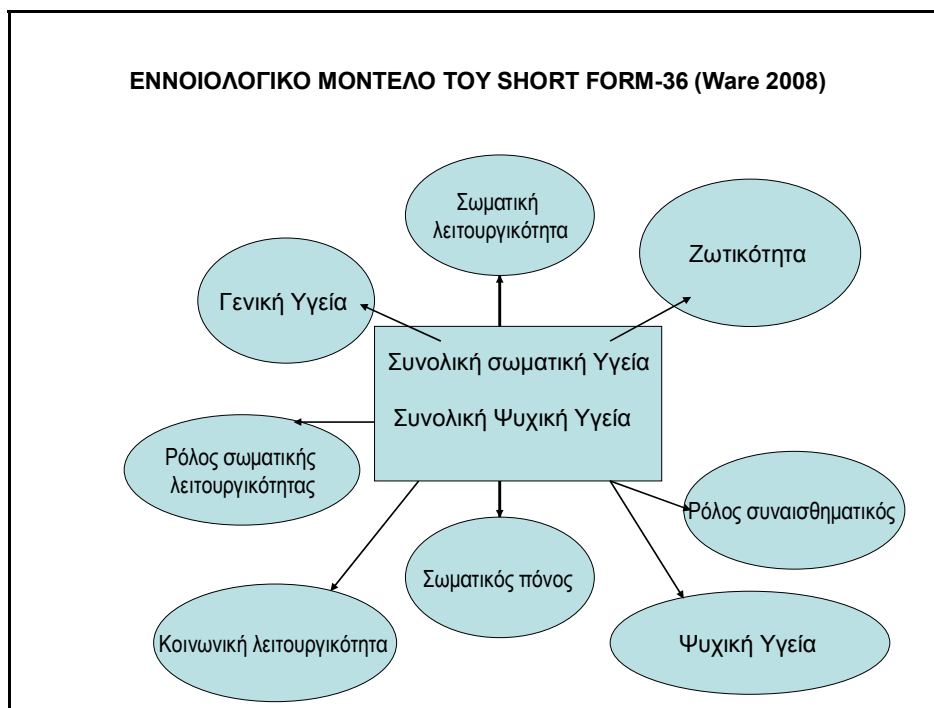 ΕΝΝΟΙΟΛΟΓΙΚΟ ΜΟΝΤΕΛΟ ΤΟΥ SHORT FORM-36 (Ware 2008)
Σωματική
λειτουργικότητα
Ζωτικότητα
Γενική Υγεία
Συνολική σωματική Υγεία
Συνολική Ψυχική Υγεία
Ρόλος σωματικής
λειτουργικότητας
Ρόλος συναισθηματικός
Σωματικός πόνος
Κοινωνική λειτουργικότητα
Ψυχική Υγεία